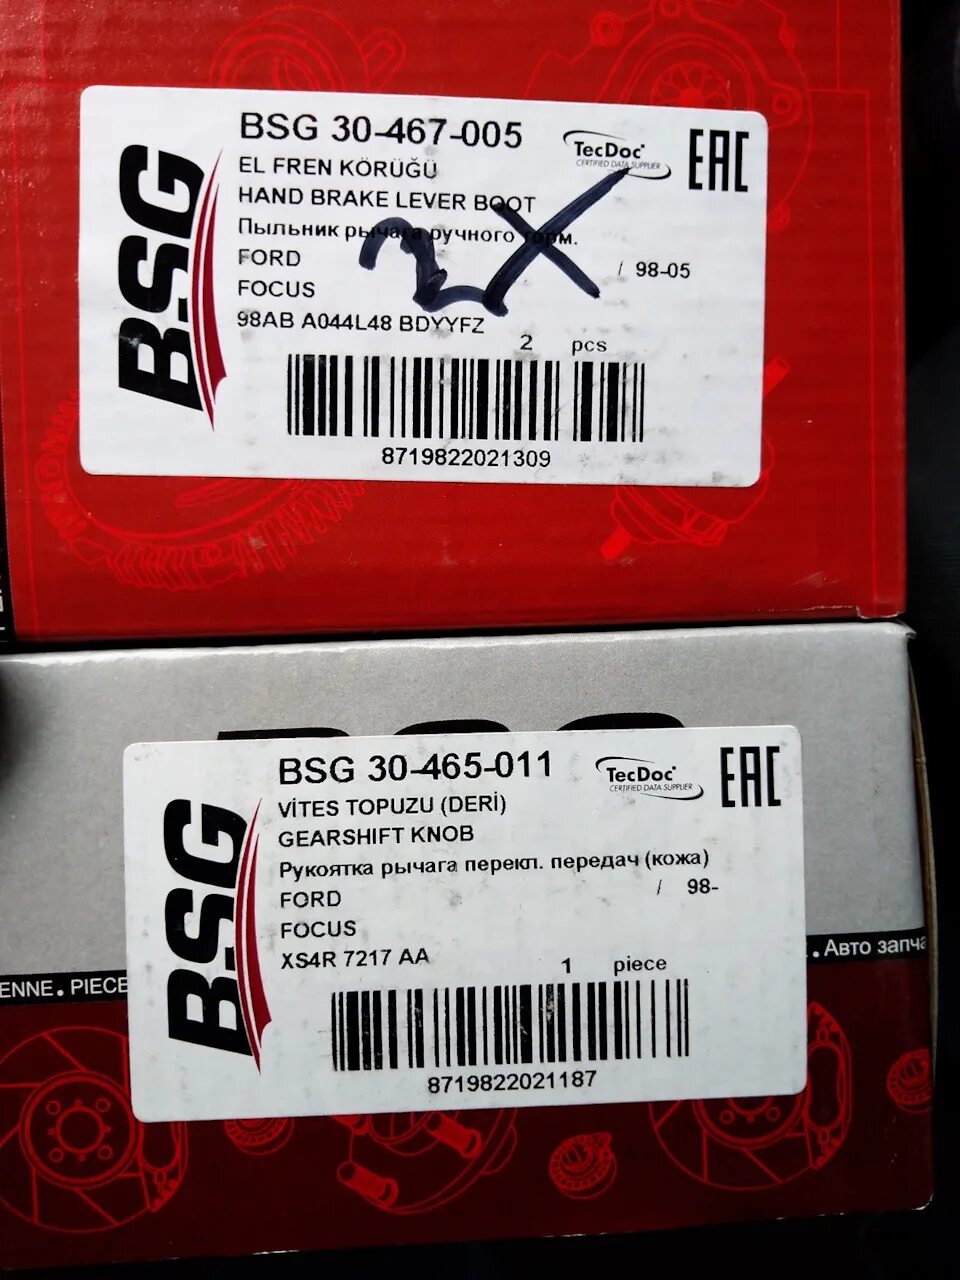 BSG
BSG 30-467-005
TecDoc
CERTIFIED DATA SUPPLIER
EAC
EL FREN KÖRÜĞÜ
HAND BRAKE LEVER BOOT
Пыльник рычага ручного торм.
FORD
/ 98-05
FOCUS
98AB A044L48 BDYYFZ
2 pcs
8719822021309
BSG
BSG 30-465-011
TecDoc
CERTIFIED DATA SUPPLIER
EAC
VİTES TOPUZU (DERİ)
GEARSHIFT KNOB
Рукоятка рычага перекл. передач (кожа)
FORD
/ 98-
FOCUS
XS4R 7217 AA
1 piece
8719822021187
ENNE. PIECE
. Авто запча